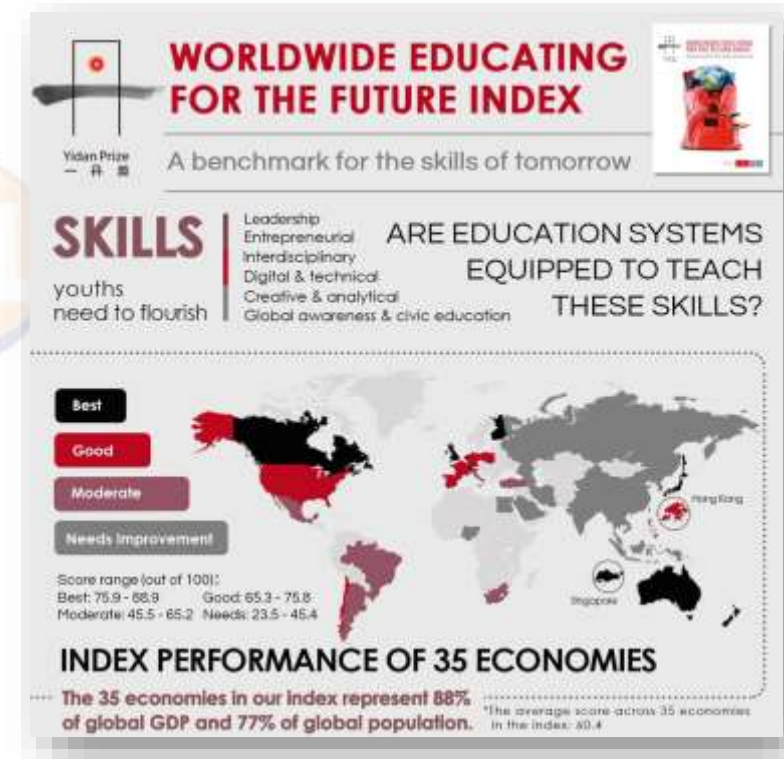 WORLDWIDE EDUCATING
FOR THE FUTURE INDEX
Yidan Prize
一 丹 獎
A benchmark for the skills of tomorrow
SKILLS
youths
need to flourish
Leadership
Entrepreneurial
Interdisciplinary
Digital & technical
Creative & analytical
Global awareness & civic education
ARE EDUCATION SYSTEMS
EQUIPPED TO TEACH
THESE SKILLS?
Best
Good
Moderate
Needs Improvement
Hong Kong
Singapore
Score range (out of 100):
Best: 75.9 - 88.9 Good: 65.3 - 75.8
Moderate: 45.5 - 65.2 Needs: 23.5 - 45.4
INDEX PERFORMANCE OF 35 ECONOMIES
The 35 economies in our index represent 88%
of global GDP and 77% of global population.
*The average score across 35 economies
in the index: 60.4